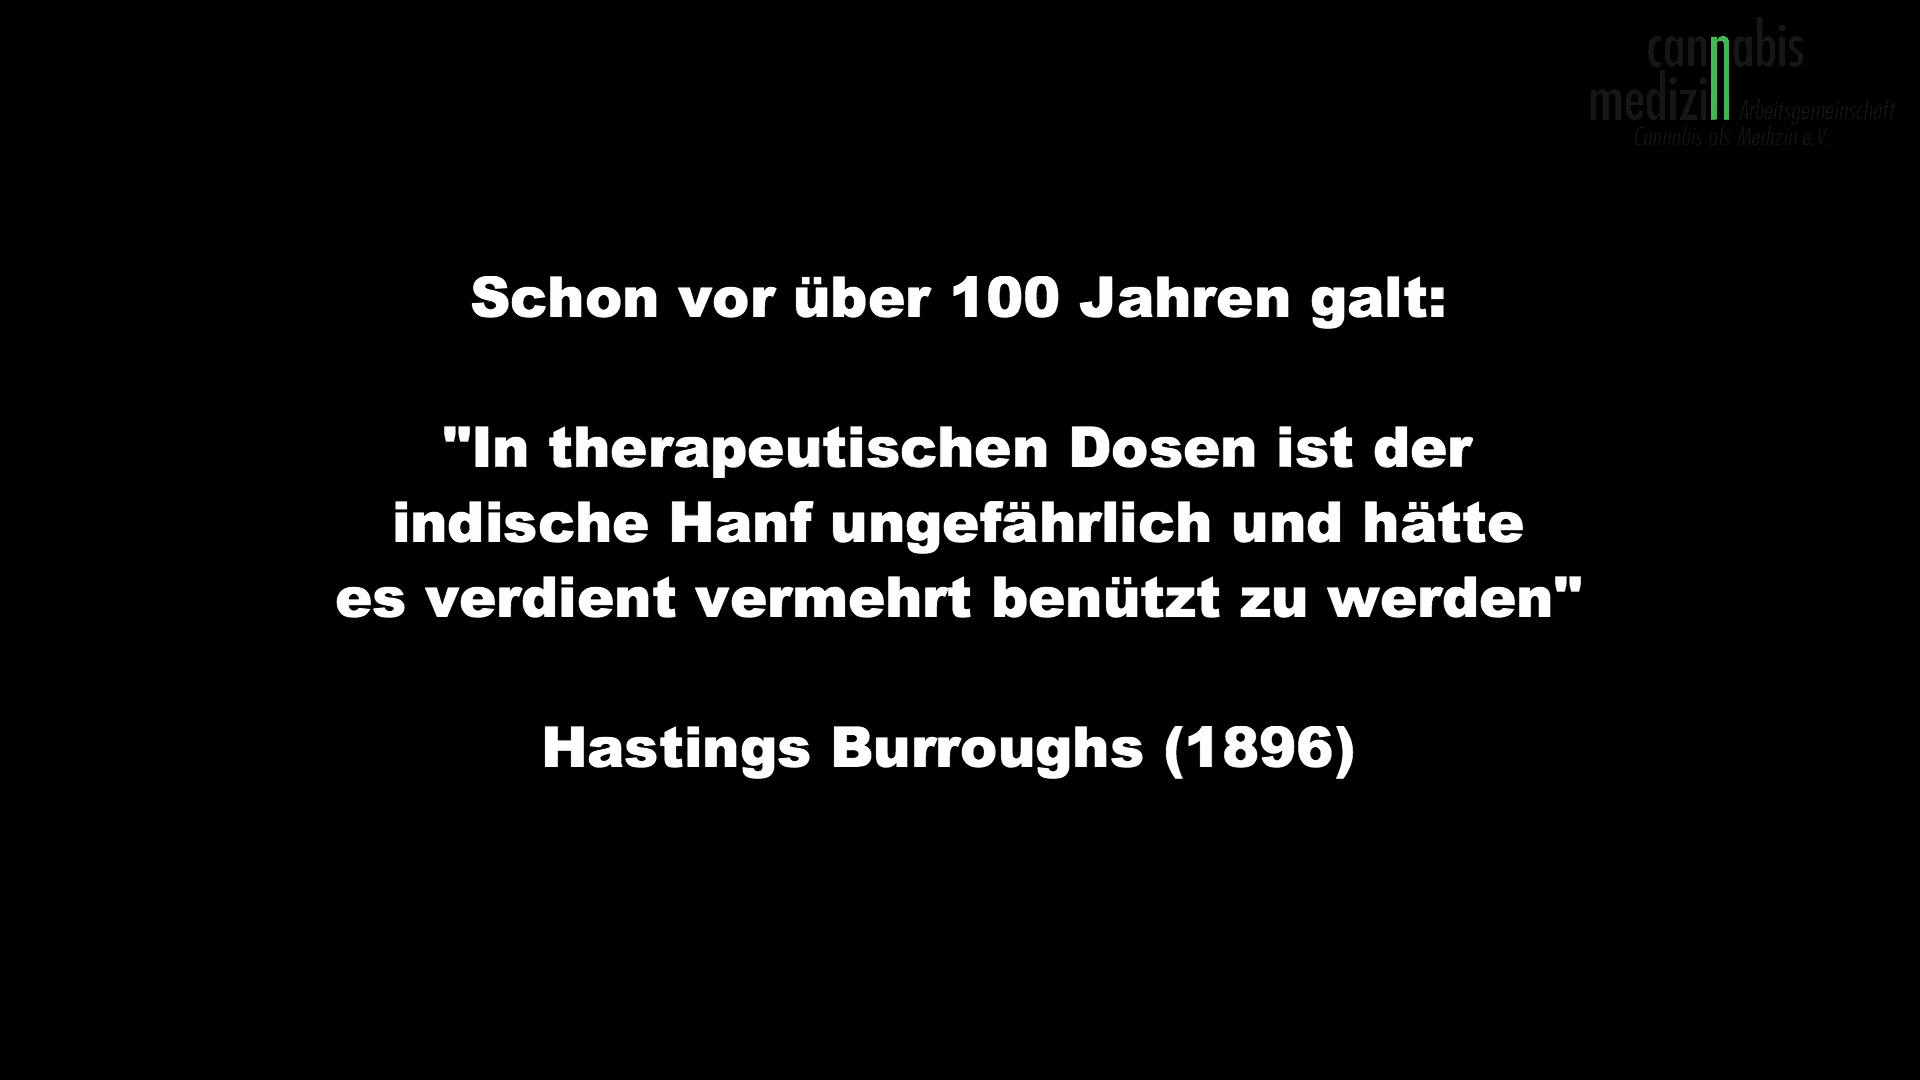 cannabis
medizin Arbeitsgemeinschaft
Cannabis als Medizin e.V.
Schon vor über 100 Jahren galt:
"In therapeutischen Dosen ist der
indische Hanf ungefährlich und hätte
es verdient vermehrt benützt zu werden"
Hastings Burroughs (1896)